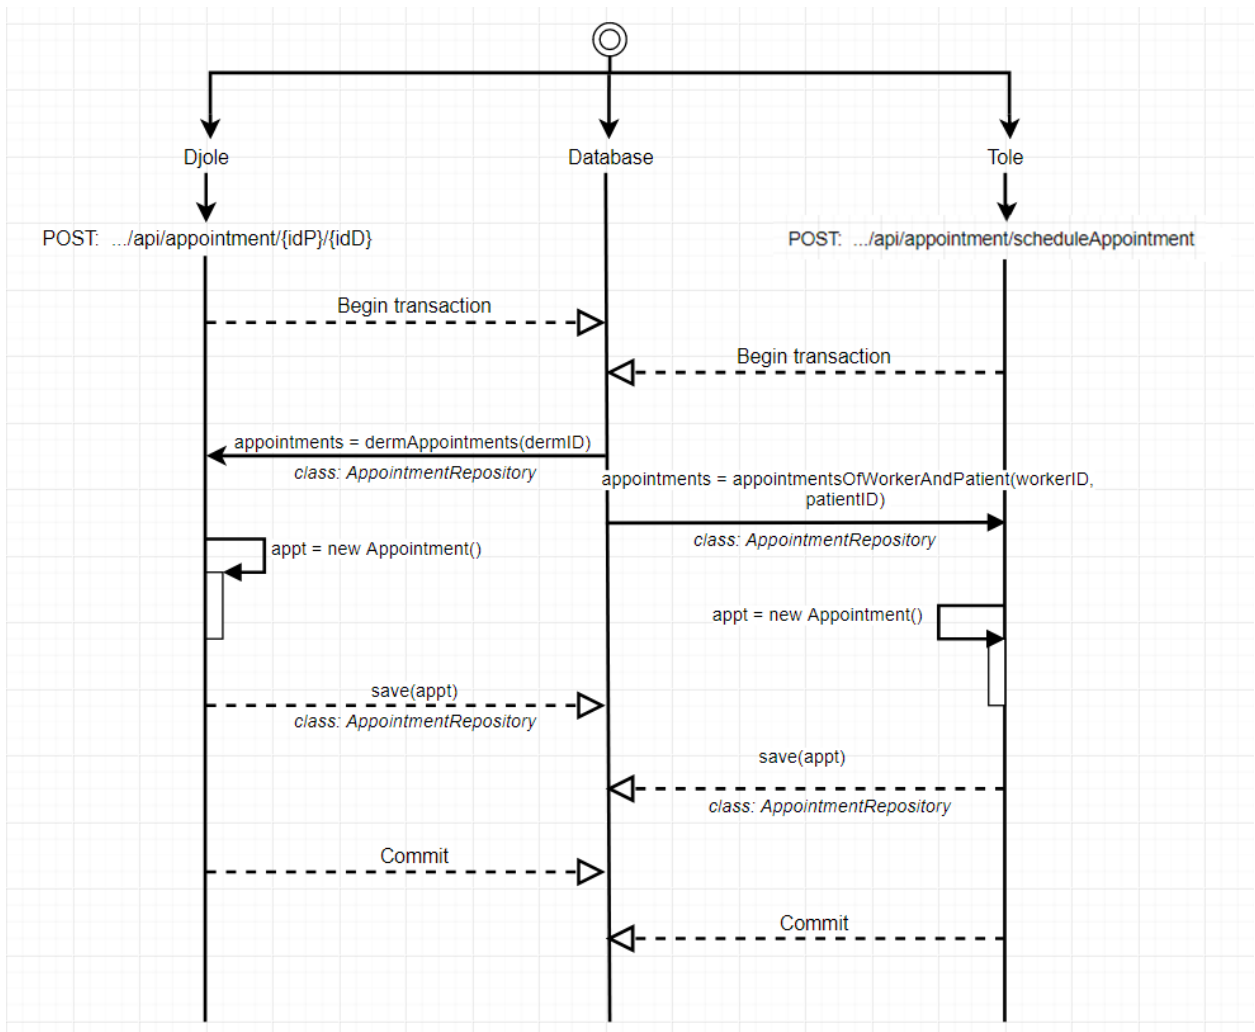 Djole
Database
Tole
POST:  .../api/appointment/{idP}/{idD}
POST:  .../api/appointment/scheduleAppointment
Begin transaction
Begin transaction
appointments = dermAppointments(dermID)
class: AppointmentRepository
appointments = appointmentsOfWorkerAndPatient(workerID,
patientID)
class: AppointmentRepository
appt = new Appointment()
appt = new Appointment()
save(appt)
class: AppointmentRepository
save(appt)
class: AppointmentRepository
Commit
Commit